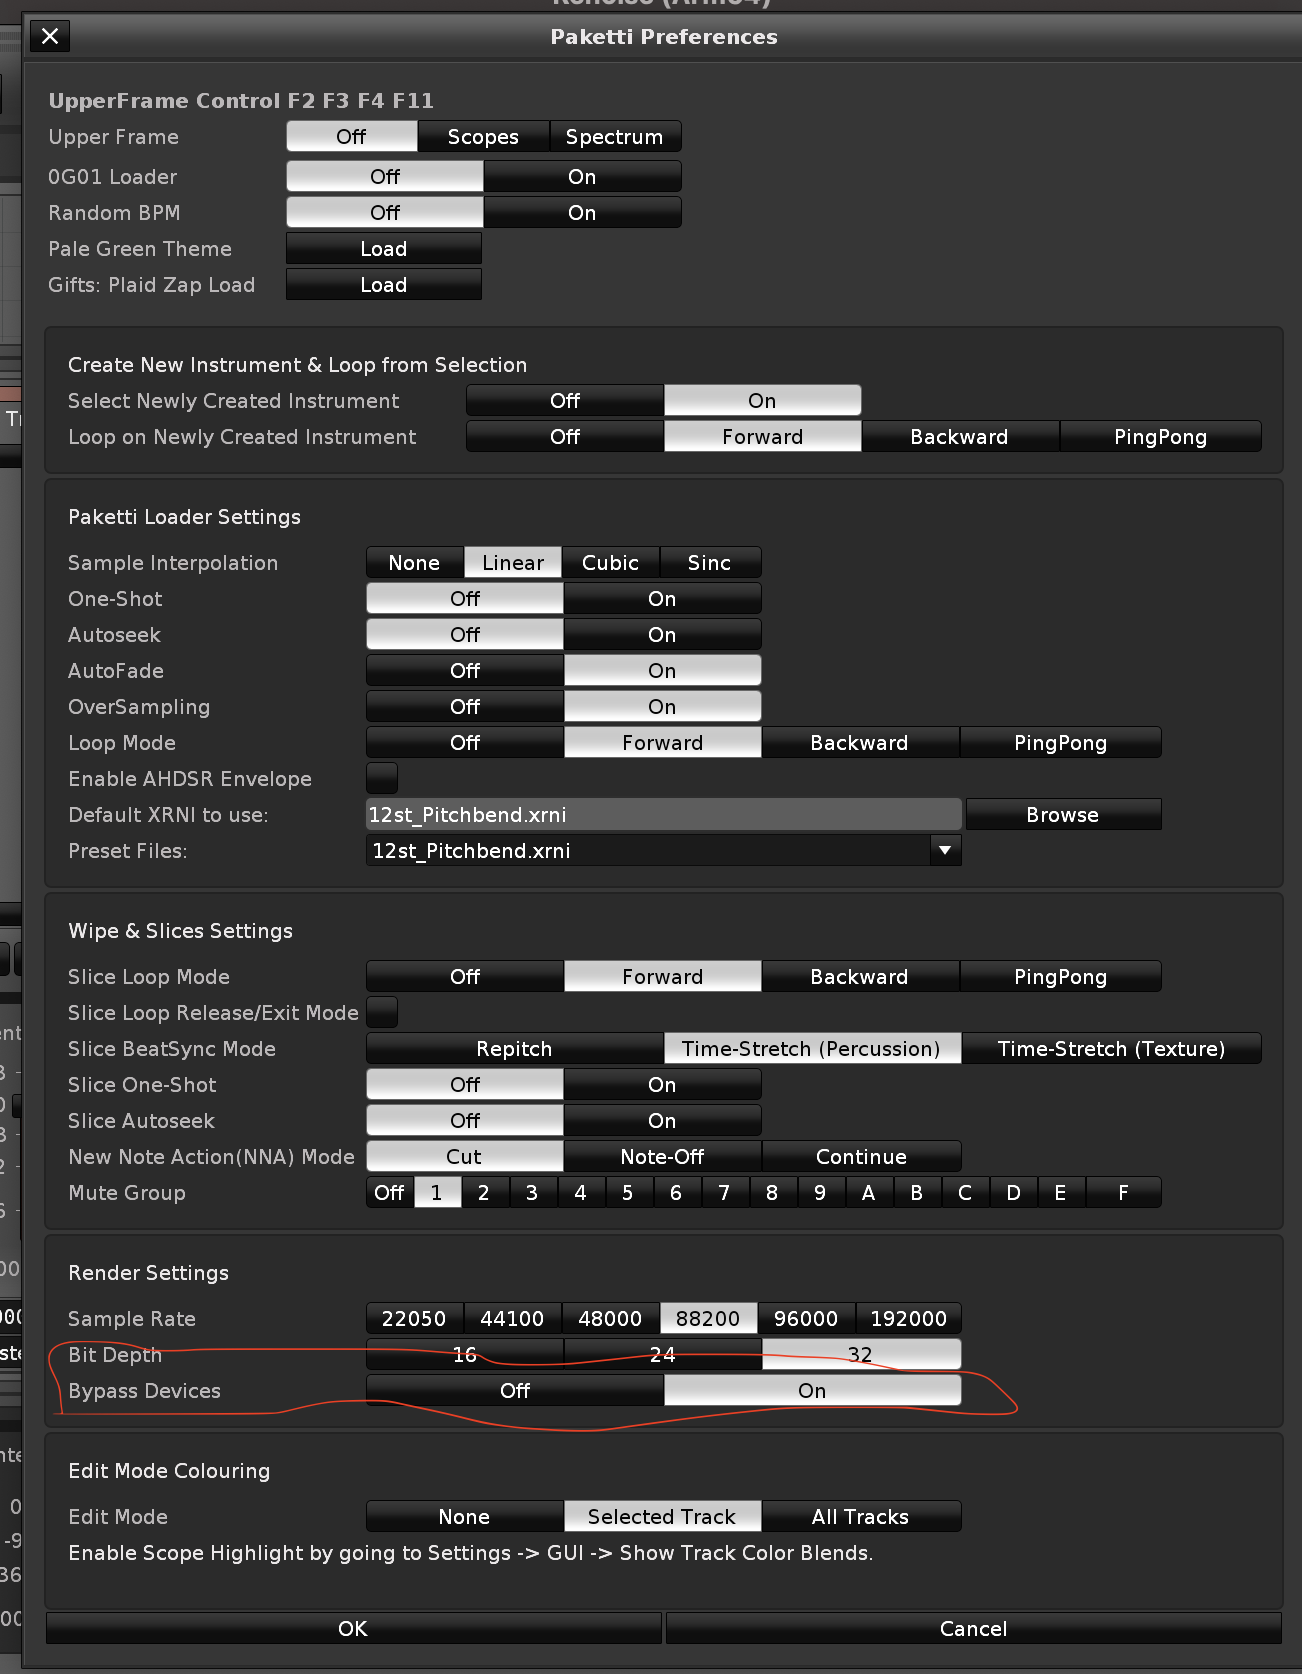 Paketti Preferences
UpperFrame Control F2 F3 F4 F11
Upper Frame Off Scopes Spectrum
0G01 Loader Off On
Random BPM Off On
Pale Green Theme Load
Gifts: Plaid Zap Load Load
Create New Instrument & Loop from Selection
Select Newly Created Instrument Off On
Loop on Newly Created Instrument Off Forward Backward PingPong
Paketti Loader Settings
Sample Interpolation None Linear Cubic Sinc
One-Shot Off On
Autoseek Off On
AutoFade Off On
OverSampling Off On
Loop Mode Off Forward Backward PingPong
Enable AHDSR Envelope
Default XRNI to use: 12st_Pitchbend.xrni Browse
Preset Files: 12st_Pitchbend.xrni
Wipe & Slices Settings
Slice Loop Mode Off Forward Backward PingPong
Slice Loop Release/Exit Mode
Slice BeatSync Mode Repitch Time-Stretch (Percussion) Time-Stretch (Texture)
Slice One-Shot Off On
Slice Autoseek Off On
New Note Action(NNA) Mode Cut Note-Off Continue
Mute Group Off 1 2 3 4 5 6 7 8 9 A B C D E F
Render Settings
Sample Rate 22050 44100 48000 88200 96000 192000
Bit Depth 16 24 32
Bypass Devices Off On
Edit Mode Colouring
Edit Mode None Selected Track All Tracks
Enable Scope Highlight by going to Settings -> GUI -> Show Track Color Blends.
OK Cancel